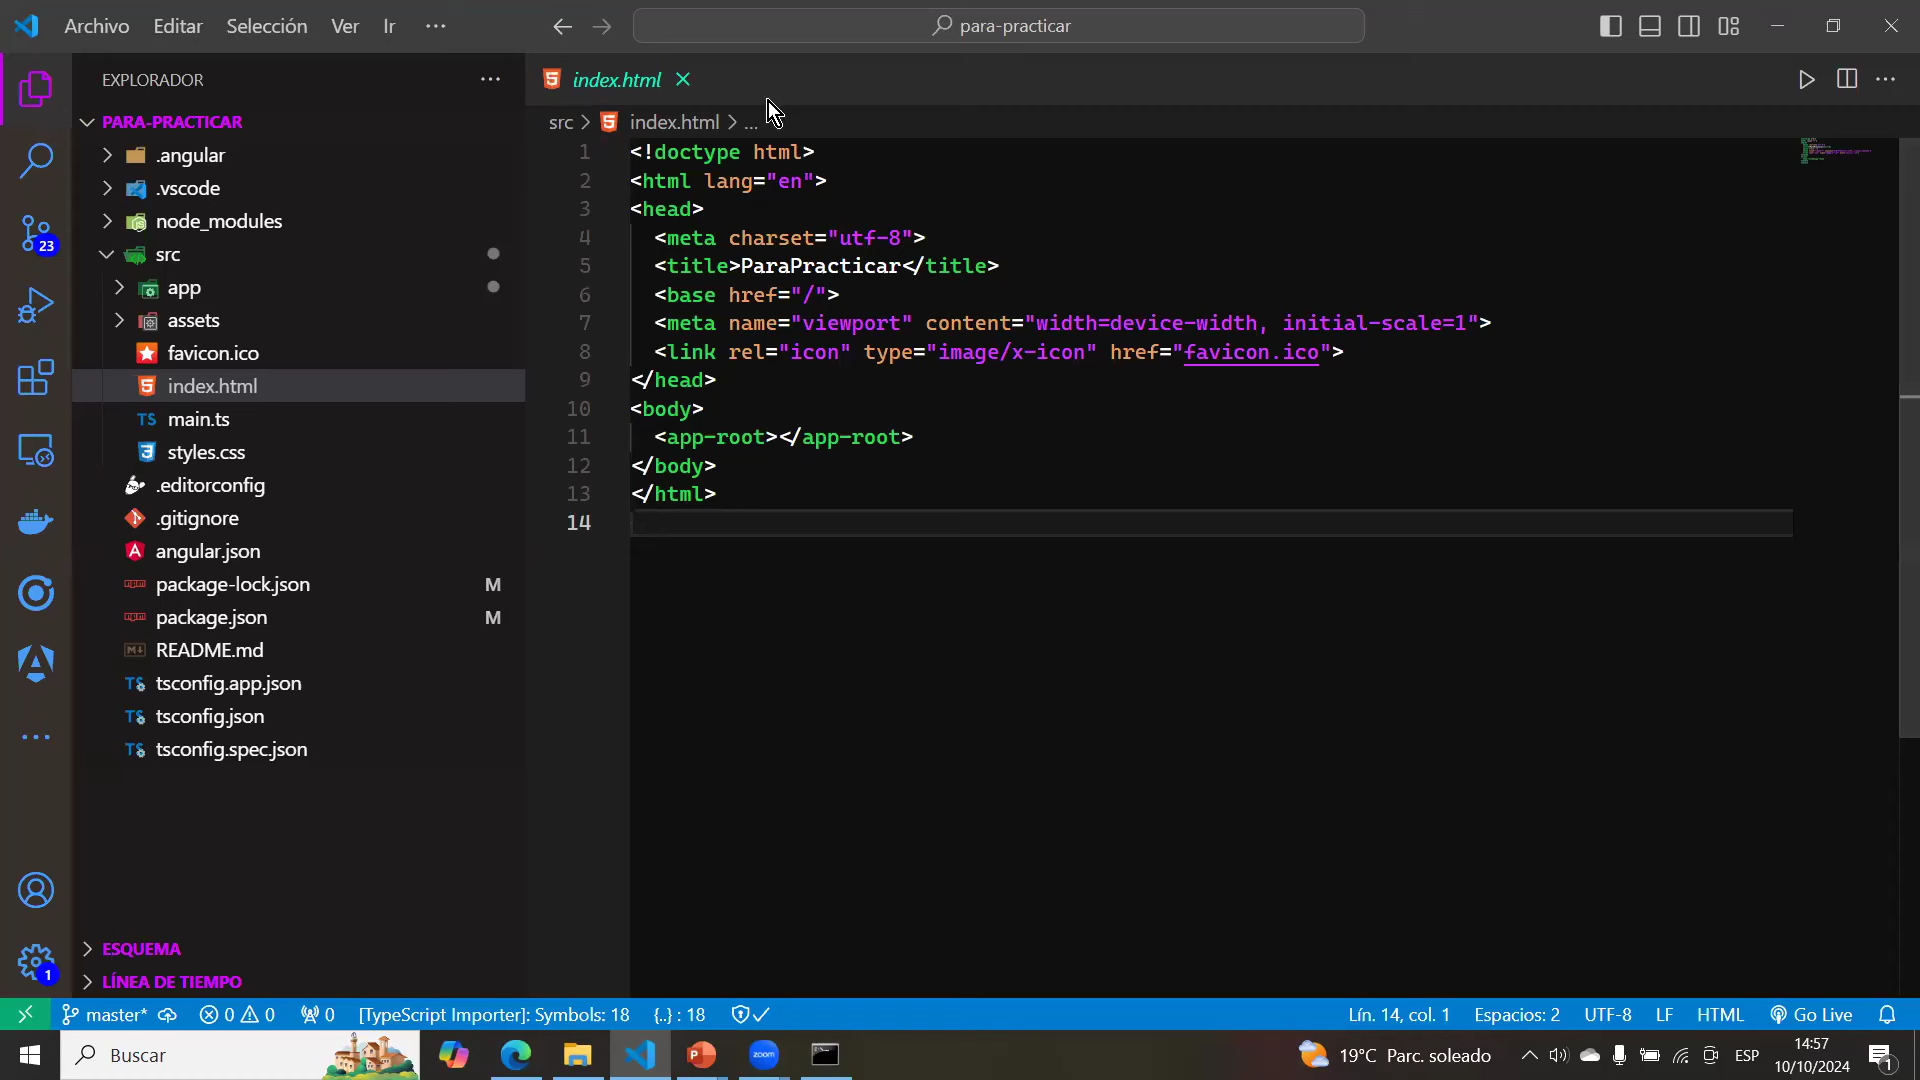 Archivo Editar Selección Ver Ir ···
para-practicar
EXPLORADOR
PARA-PRACTICAR
.angular
.vscode
node_modules
src
app
assets
favicon.ico
index.html
main.ts
styles.css
.editorconfig
.gitignore
angular.json
package-lock.json M
package.json M
README.md
tsconfig.app.json
tsconfig.json
tsconfig.spec.json
ESQUEMA
LÍNEA DE TIEMPO
23
1
index.html
src > index.html > ...
1 <!doctype html>
2 <html lang="en">
3 <head>
4 <meta charset="utf-8">
5 <title>ParaPracticar</title>
6 <base href="/">
7 <meta name="viewport" content="width=device-width, initial-scale=1">
8 <link rel="icon" type="image/x-icon" href="favicon.ico">
9 </head>
10 <body>
11 <app-root></app-root>
12 </body>
13 </html>
14
master* 0 0 0 [TypeScript Importer]: Symbols: 18 {..} : 18 Lín. 14, col. 1 Espacios: 2 UTF-8 LF HTML Go Live
Buscar zoom 19°C Parc. soleado ESP 14:57
10/10/2024 1